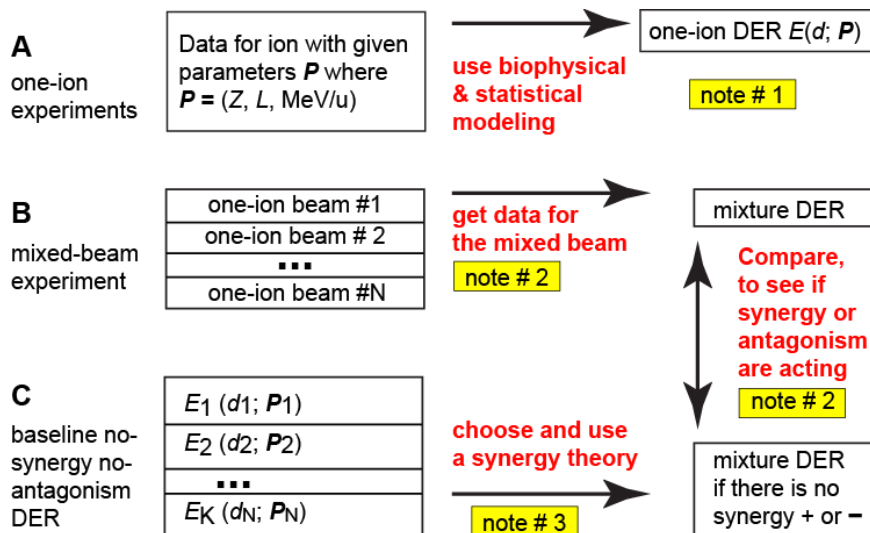 A
one-ion
experiments
Data for ion with given
parameters P where
P = (Z, L, MeV/u)
use biophysical
& statistical
modeling
one-ion DER E(d; P)
note # 1
B
mixed-beam
experiment
one-ion beam #1
one-ion beam # 2
...
one-ion beam #N
get data for
the mixed beam
note # 2
mixture DER
Compare,
to see if
synergy or
antagonism
are acting
note # 2
C
baseline no-
synergy no-
antagonism
DER
E1 (d1; P1)
E2 (d2; P2)
...
EK (dN; PN)
choose and use
a synergy theory
note # 3
mixture DER
if there is no
synergy + or −